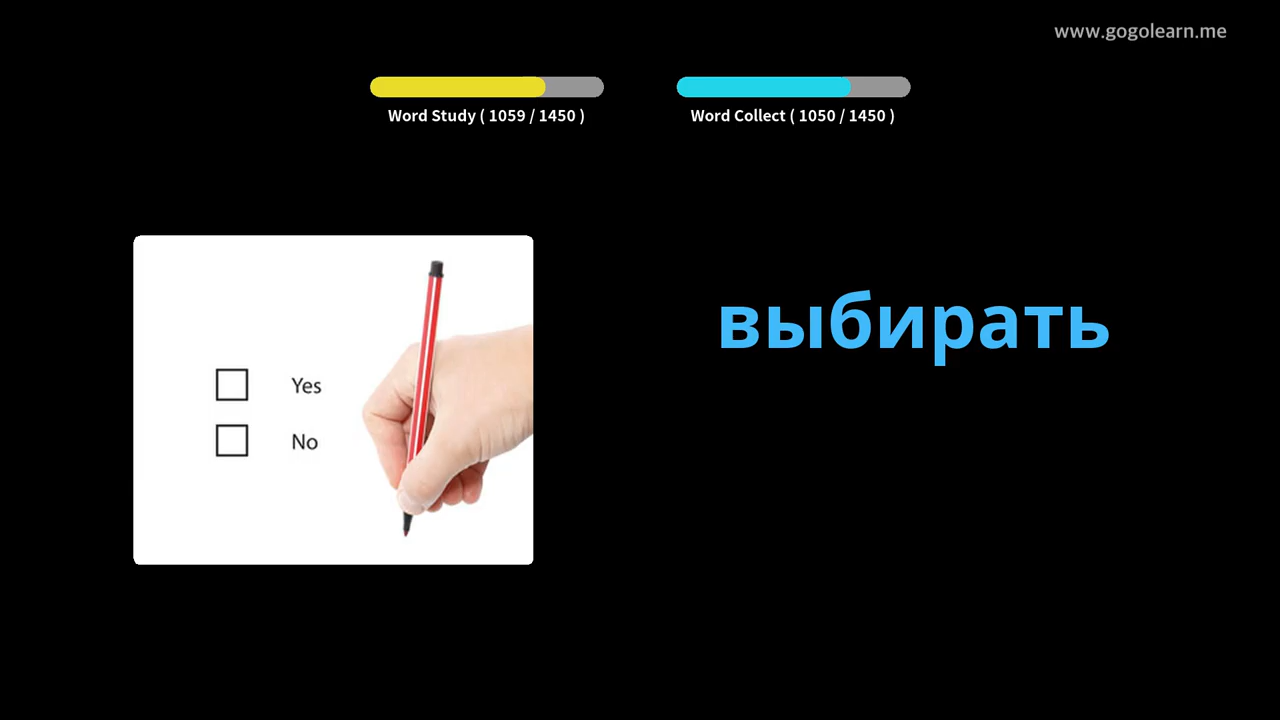 www.gogolearn.me
Word Study ( 1059 / 1450 )
Word Collect ( 1050 / 1450 )
выбирать
Yes
No